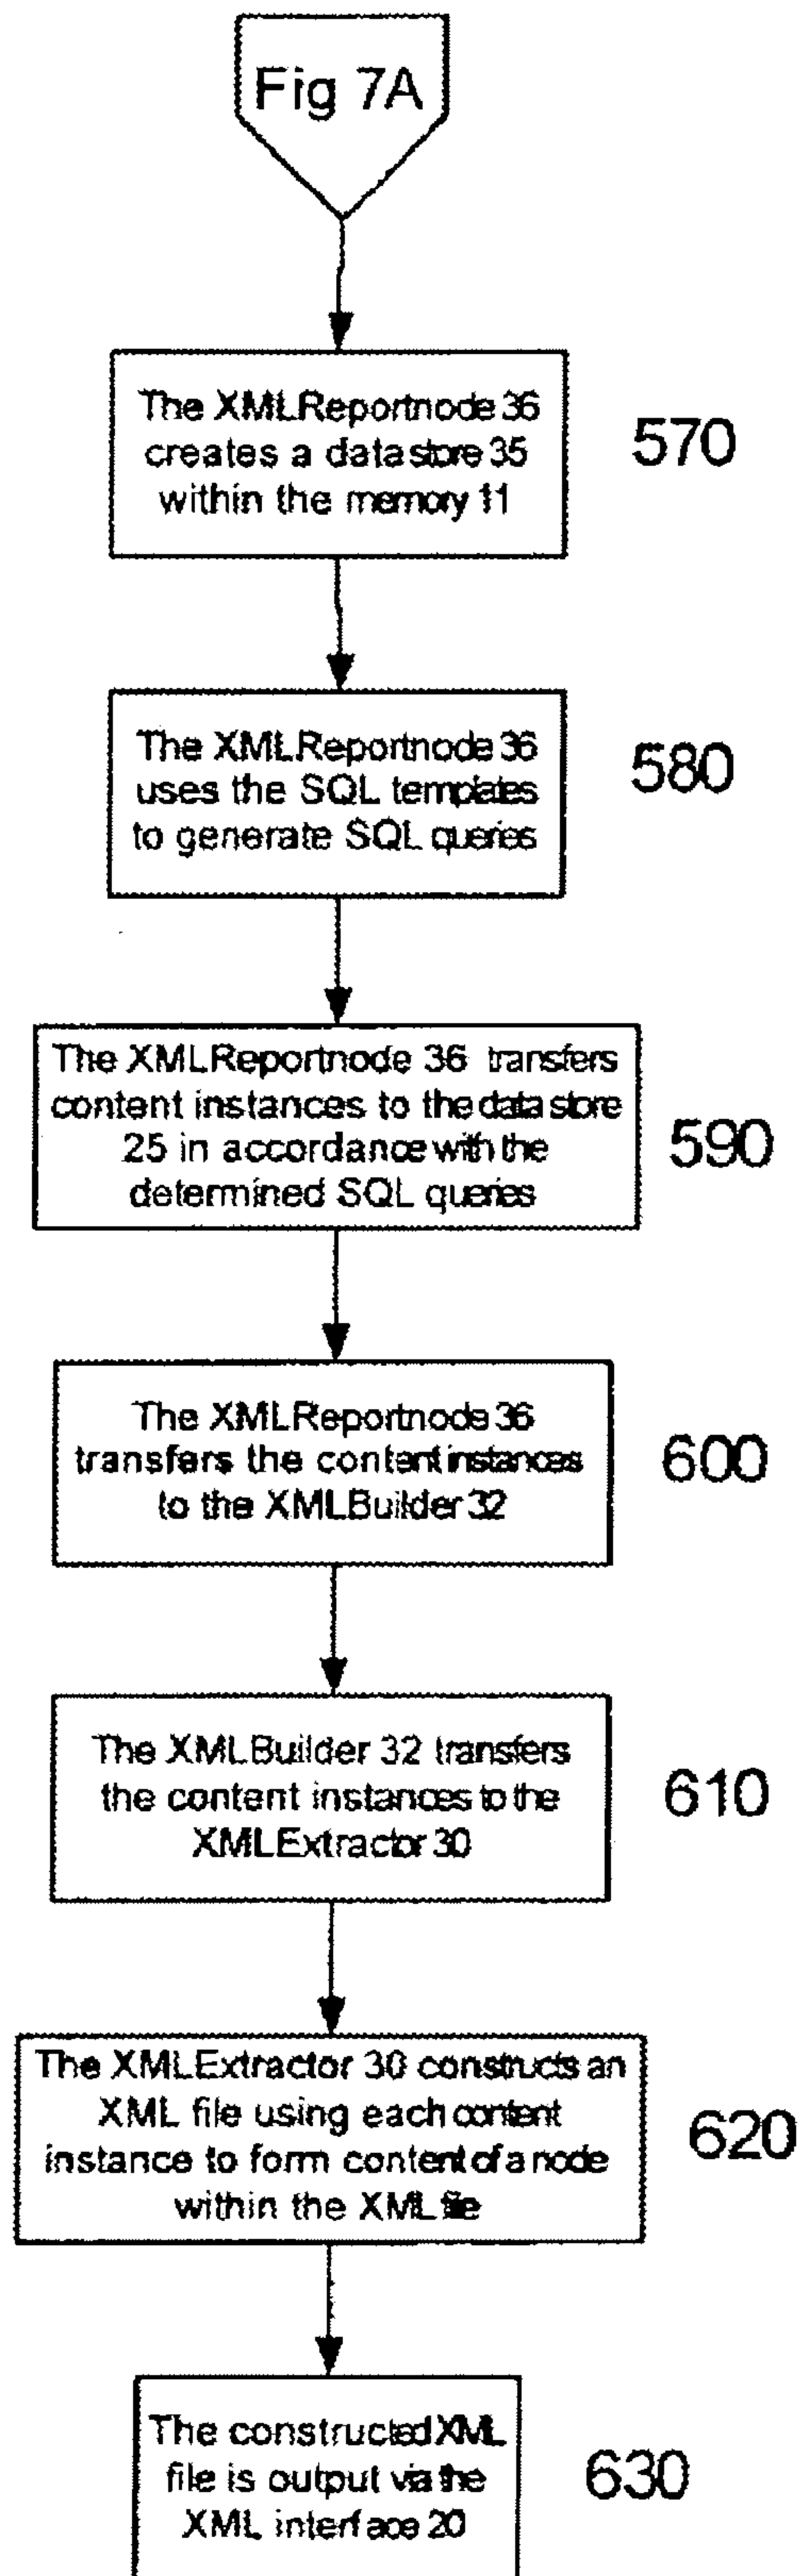 Fig 7A
The XMLReportnode 36
creates a data store 35
within the memory 11
570
The XMLReportnode 36
uses the SQL templates
to generate SQL queries
580
The XMLReportnode 36 transfers
content instances to the data store
25 in accordance with the
determined SQL queries
590
The XMLReportnode 36
transfers the content instances
to the XMLBuilder 32
600
The XMLBuilder 32 transfers
the content instances to the
XMLExtractor 30
610
The XMLExtractor 30 constructs an
XML file using each content
instance to form content of a node
within the XML file
620
The constructed XML
file is output via the
XML interface 20
630